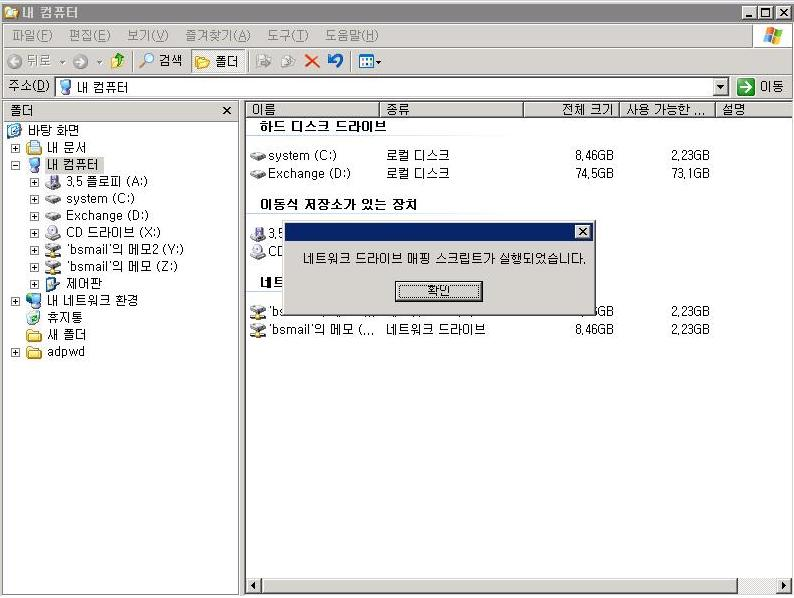 내 컴퓨터
파일(F) 편집(E) 보기(V) 즐겨찾기(A) 도구(T) 도움말(H)
뒤로 검색 폴더
주소(D) 내 컴퓨터 이동
폴더
바탕 화면
내 문서
내 컴퓨터
3.5 플로피 (A:)
system (C:)
Exchange (D:)
CD 드라이브 (X:)
'bsmail'의 메모2 (Y:)
'bsmail'의 메모 (Z:)
제어판
내 네트워크 환경
휴지통
새 폴더
adpwd
이름 종류 전체 크기 사용 가능한 ... 설명
하드 디스크 드라이브
system (C:) 로컬 디스크 8,46GB 2,23GB
Exchange (D:) 로컬 디스크 74,5GB 73,1GB
이동식 저장소가 있는 장치
3,5
CD
네트
네트워크 드라이브 매핑 스크립트가 실행되었습니다.
확인
'bs 네트워크 드라이브 GB 2,23GB
'bsmail'의 메모 (... 네트워크 드라이브 8,46GB 2,23GB